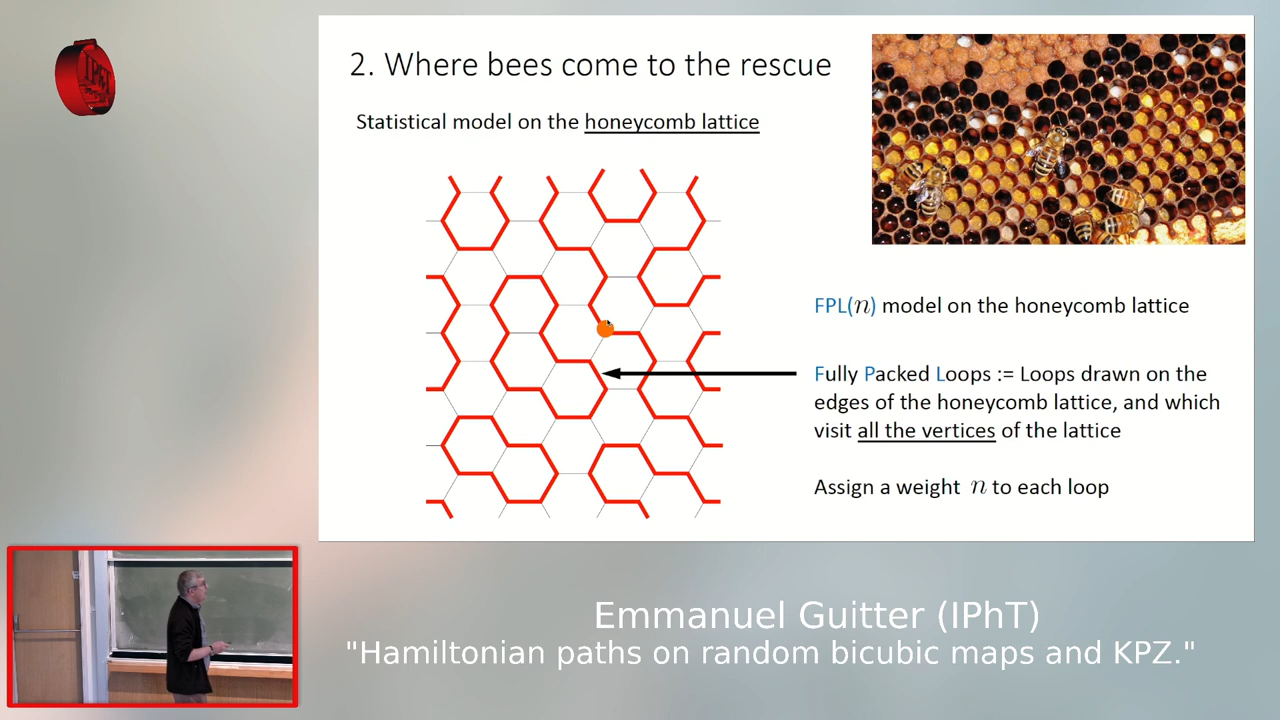 IPhT
2. Where bees come to the rescue
Statistical model on the honeycomb lattice
FPL(n) model on the honeycomb lattice
Fully Packed Loops := Loops drawn on the
edges of the honeycomb lattice, and which
visit all the vertices of the lattice
Assign a weight n to each loop
Emmanuel Guitter (IPhT)
"Hamiltonian paths on random bicubic maps and KPZ."